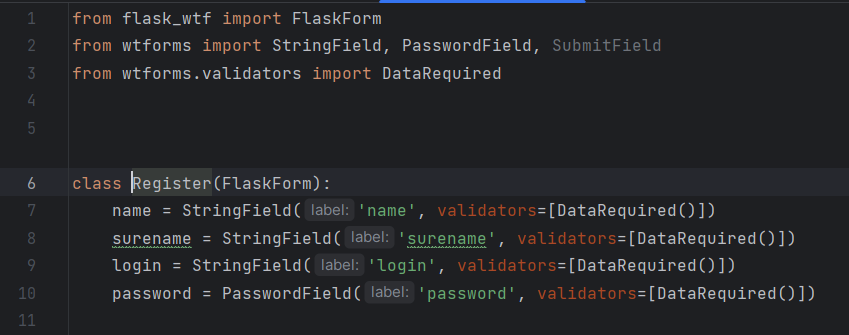 1 from flask_wtf import FlaskForm
2 from wtforms import StringField, PasswordField, SubmitField
3 from wtforms.validators import DataRequired
4
5
6 class Register(FlaskForm):
7 name = StringField( label: 'name', validators=[DataRequired()])
8 surename = StringField( label: 'surename', validators=[DataRequired()])
9 login = StringField( label: 'login', validators=[DataRequired()])
10 password = PasswordField( label: 'password', validators=[DataRequired()])
11